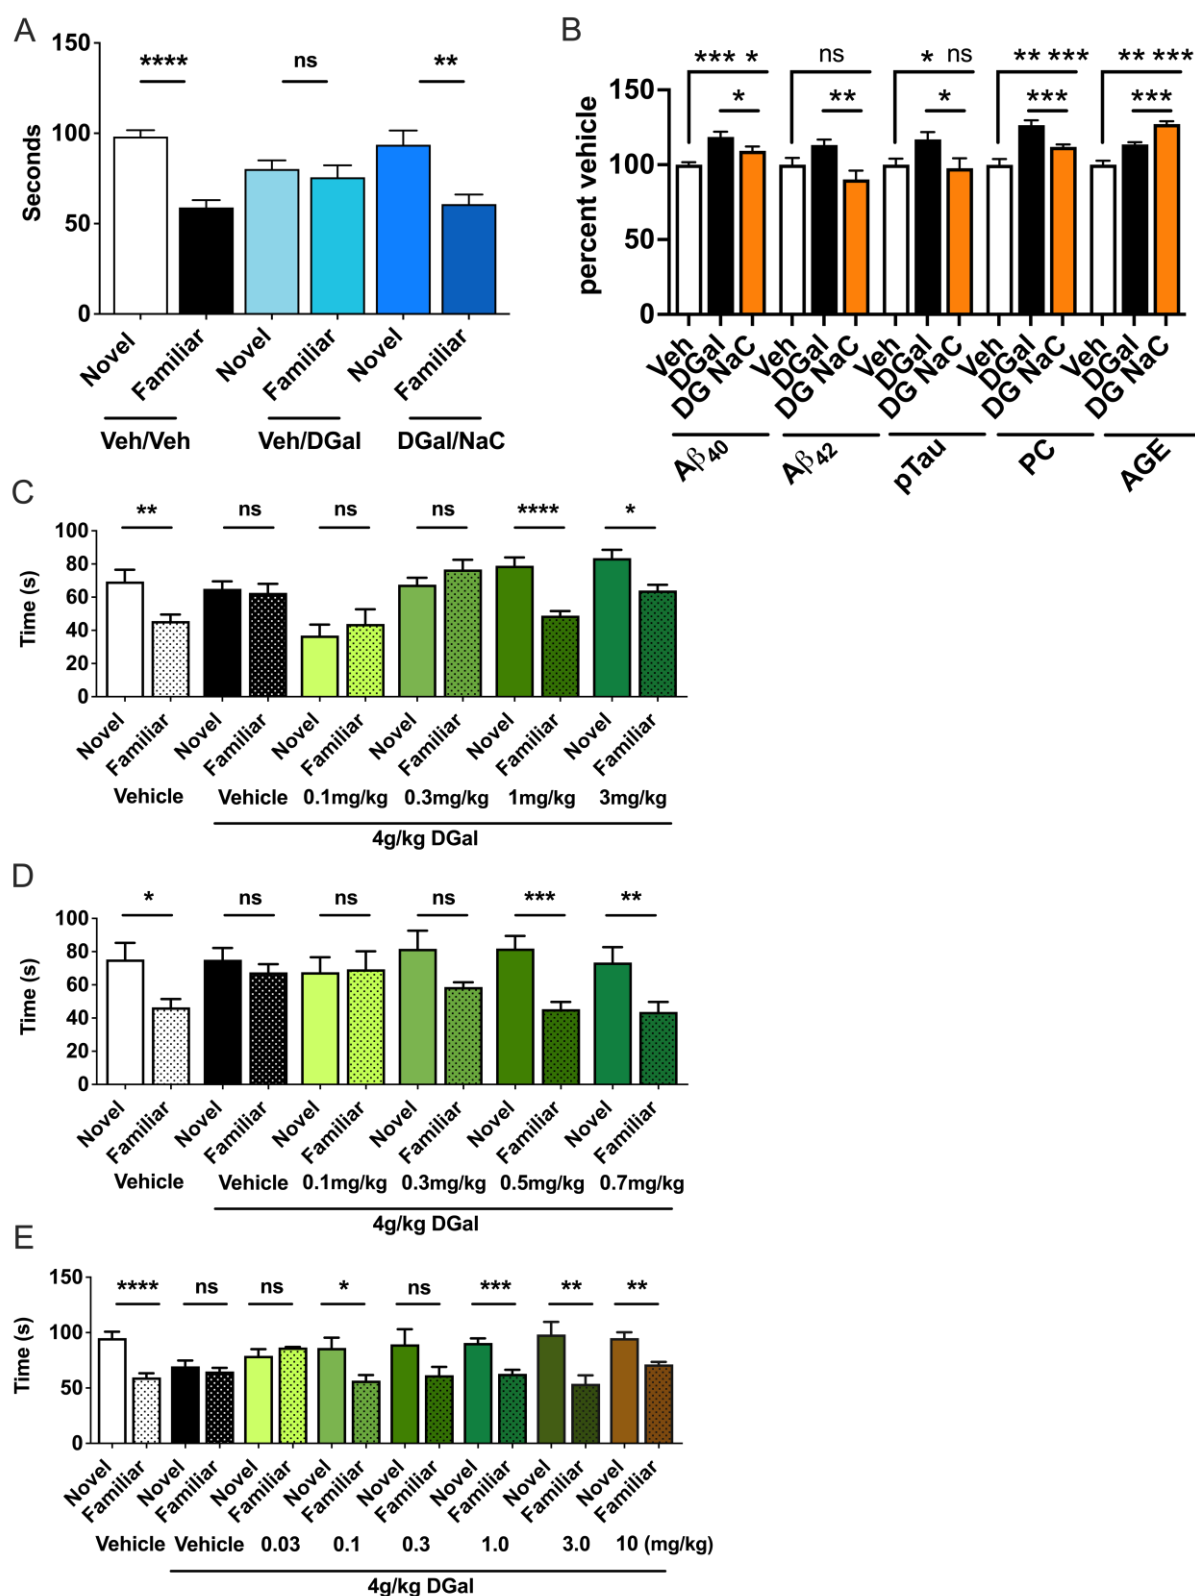 A
150
100
50
0
Seconds
**** ns **
Novel Familiar Novel Familiar Novel Familiar
Veh/Veh Veh/DGal DGal/NaC
B
150
100
50
0
percent vehicle
*** * ns * ns ** *** ** ***
* ** * *** ***
Veh DGal DG NaC Veh DGal DG NaC Veh DGal DG NaC Veh DGal DG NaC Veh DGal DG NaC
Aβ40 Aβ42 pTau PC AGE
C
100
80
60
40
20
0
Time (s)
** ns ns ns **** *
Novel Familiar Novel Familiar Novel Familiar Novel Familiar Novel Familiar Novel Familiar
Vehicle Vehicle 0.1mg/kg 0.3mg/kg 1mg/kg 3mg/kg
4g/kg DGal
D
100
80
60
40
20
0
Time (s)
* ns ns ns *** **
Novel Familiar Novel Familiar Novel Familiar Novel Familiar Novel Familiar Novel Familiar
Vehicle Vehicle 0.1mg/kg 0.3mg/kg 0.5mg/kg 0.7mg/kg
4g/kg DGal
E
150
100
50
0
Time (s)
**** ns ns * ns *** ** **
Novel Familiar Novel Familiar Novel Familiar Novel Familiar Novel Familiar Novel Familiar Novel Familiar Novel Familiar
Vehicle Vehicle 0.03 0.1 0.3 1.0 3.0 10 (mg/kg)
4g/kg DGal